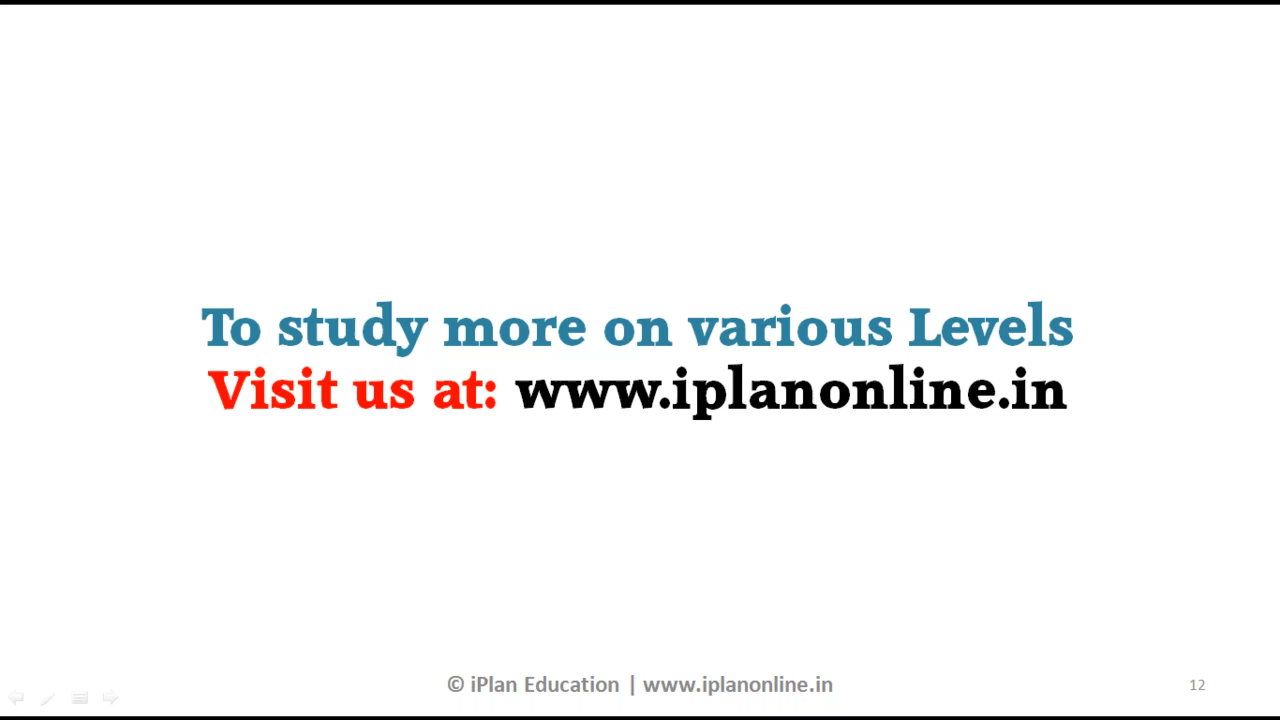 To study more on various Levels
Visit us at: www.iplanonline.in
© iPlan Education | www.iplanonline.in
12